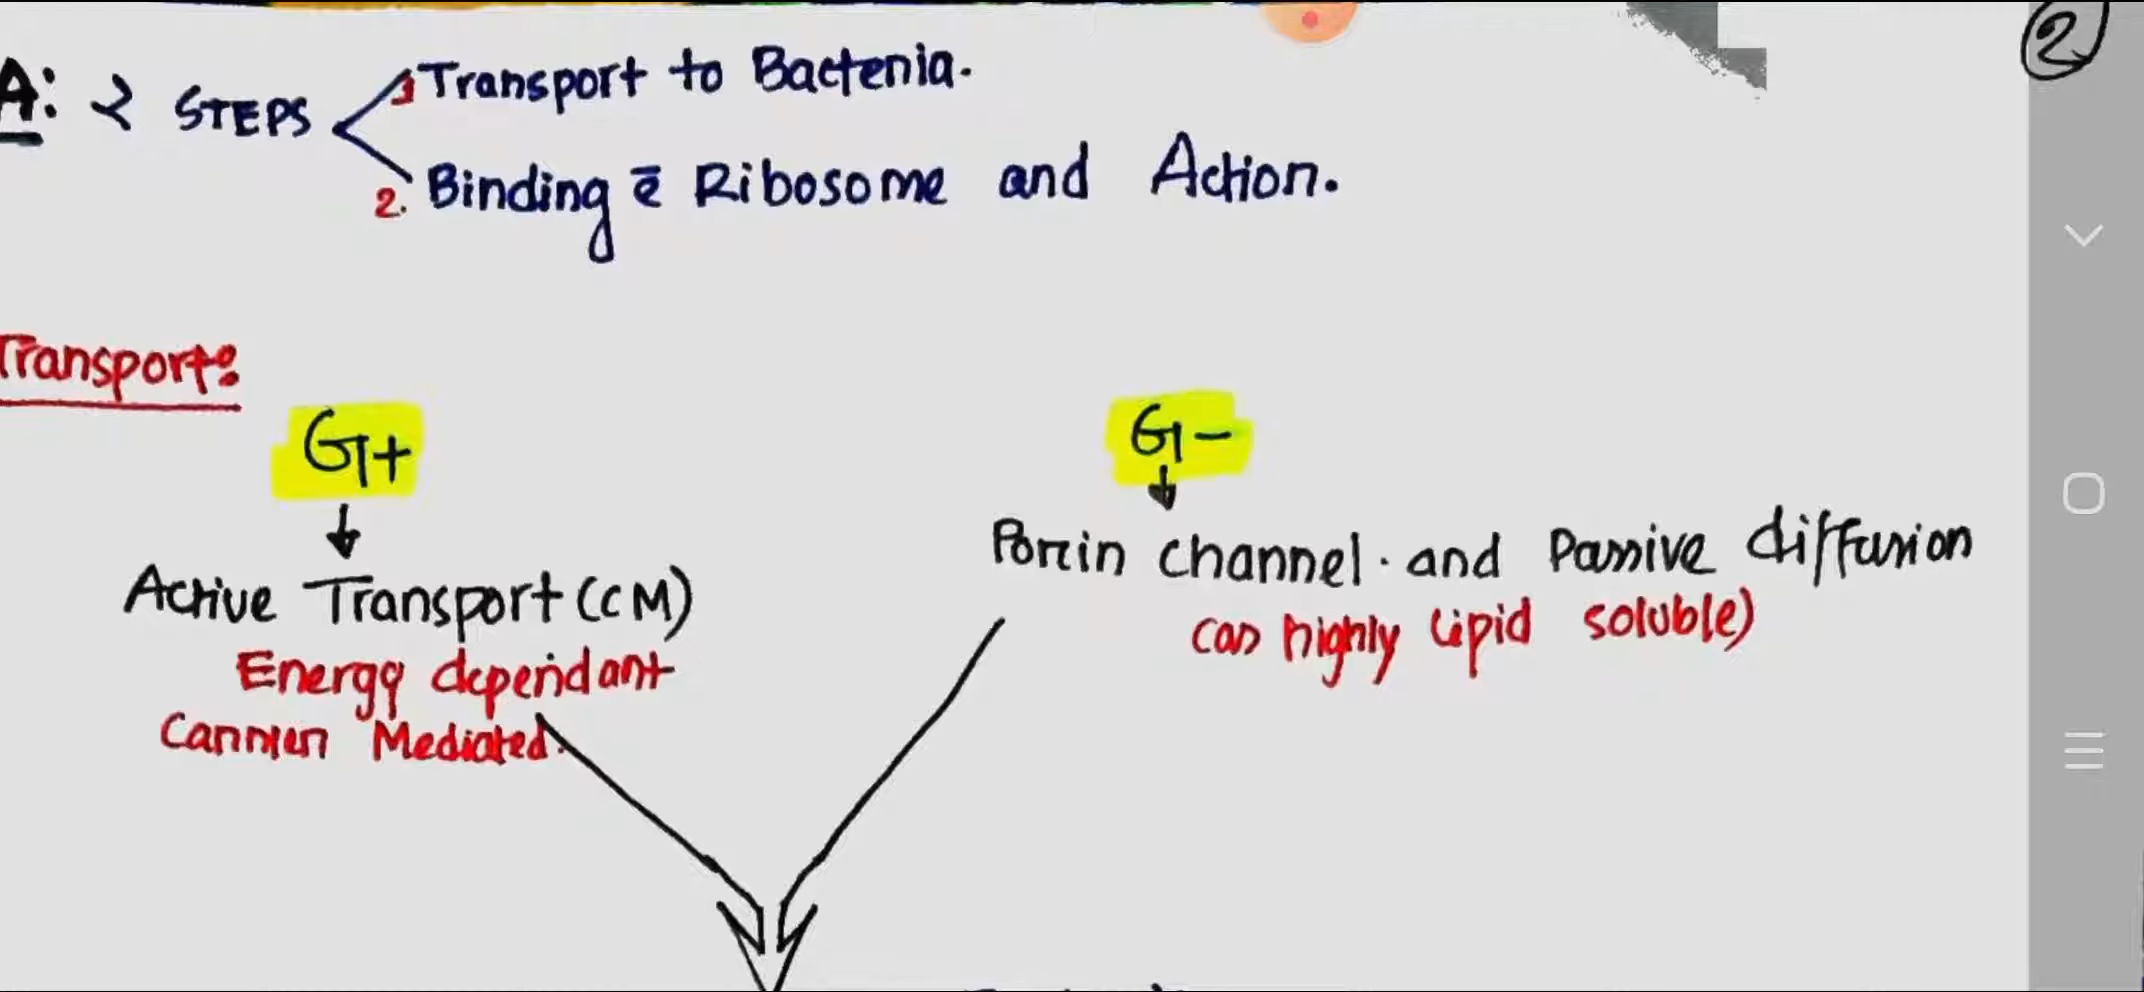 2
A: 2 STEPS
1 Transport to Bacteria.
2. Binding ē Ribosome and Action.
Transport:
G+
G-
Active Transport (CM)
Porin channel. and Passive diffusion
Energy dependant
(as highly Lipid soluble)
Carrier Mediated.